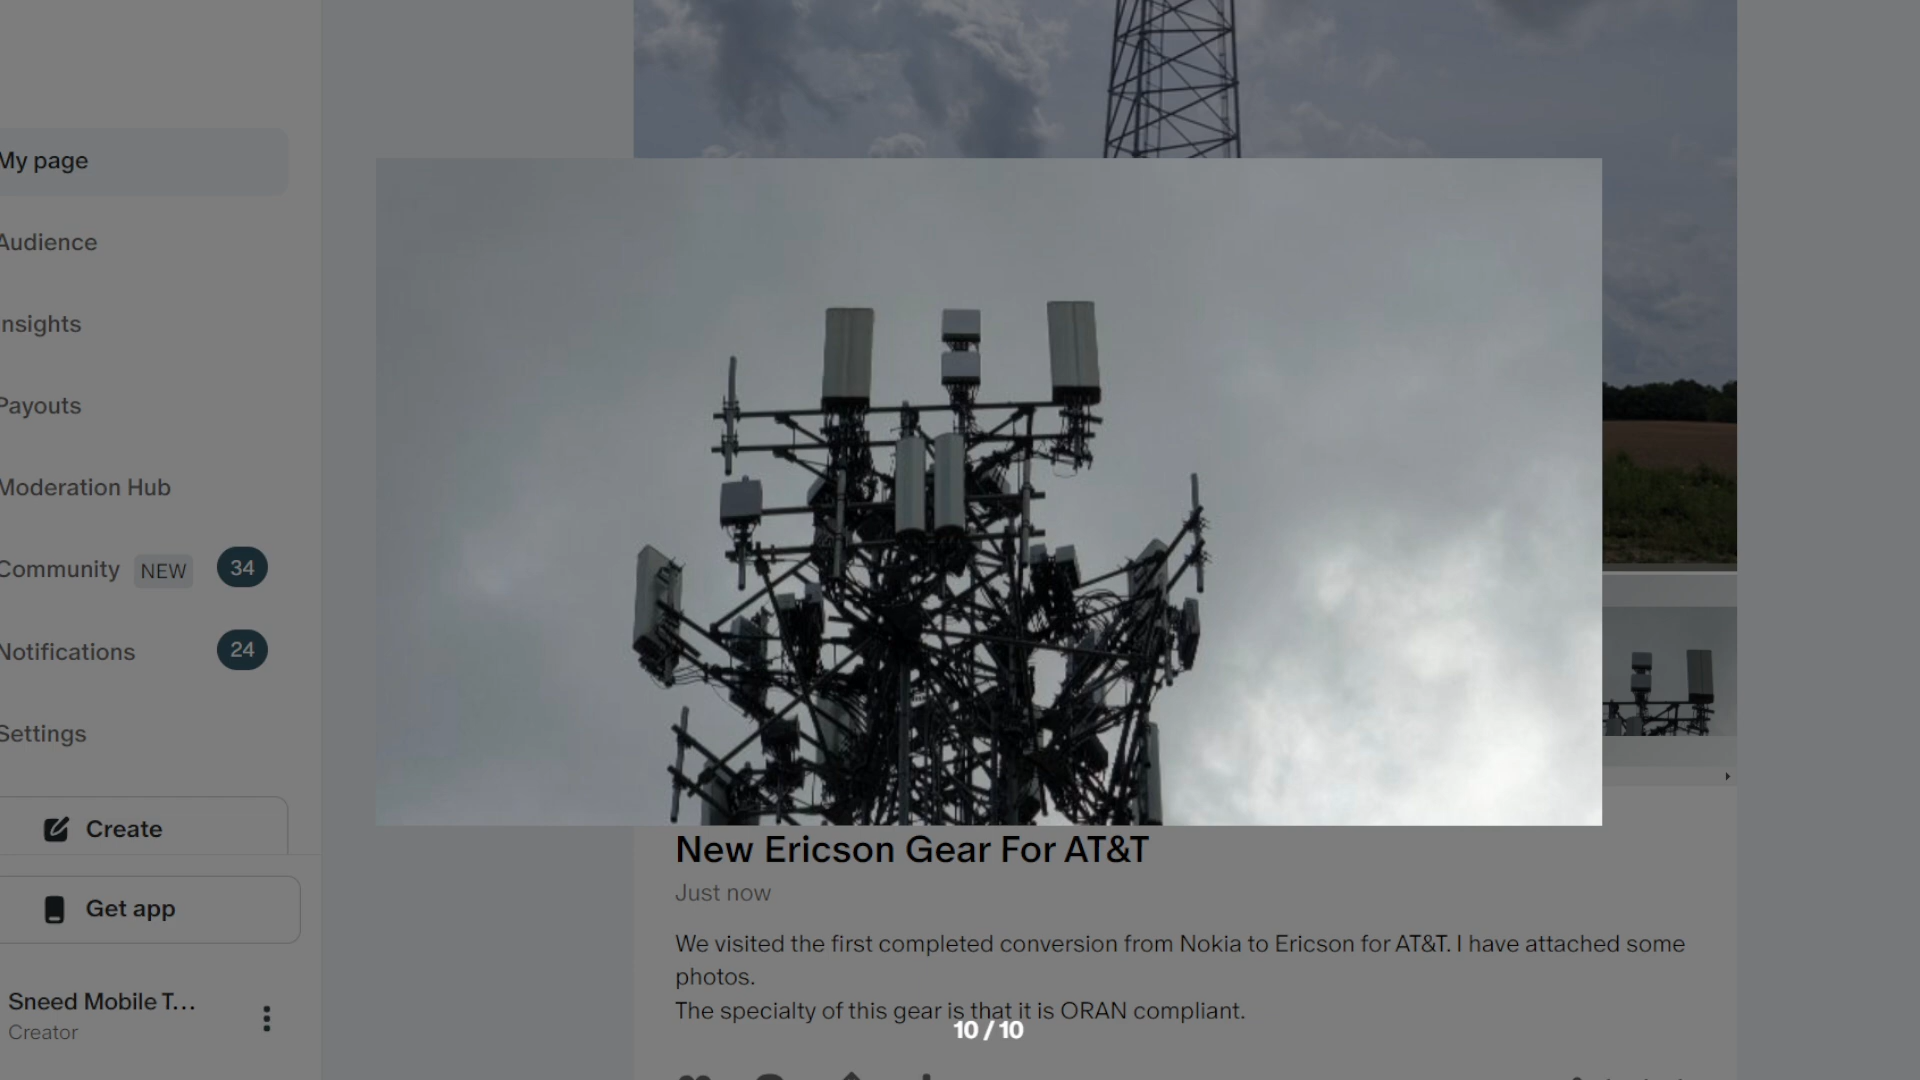 My page
Audience
Insights
Payouts
Moderation Hub
Community NEW 34
Notifications 24
Settings
Create
Get app
Sneed Mobile T...
Creator
New Ericson Gear For AT&T
Just now
We visited the first completed conversion from Nokia to Ericson for AT&T. I have attached some
photos.
The specialty of this gear is that it is ORAN compliant.
10 / 10